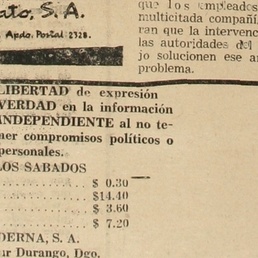 ato, S. A.
Apdo. Postal 2328.
que los empleados
multicitada compañí
ran que la intervenc
las autoridades del
jo solucionen ese a
problema.
LIBERTAD de expresión
VERDAD en la información
INDEPENDIENTE al no te-
ner compromisos políticos o
personales.
LOS SABADOS
$ 0.30
$14.40
$ 3.60
$ 7.20
DERNA, S. A.
ur Durango, Dgo.